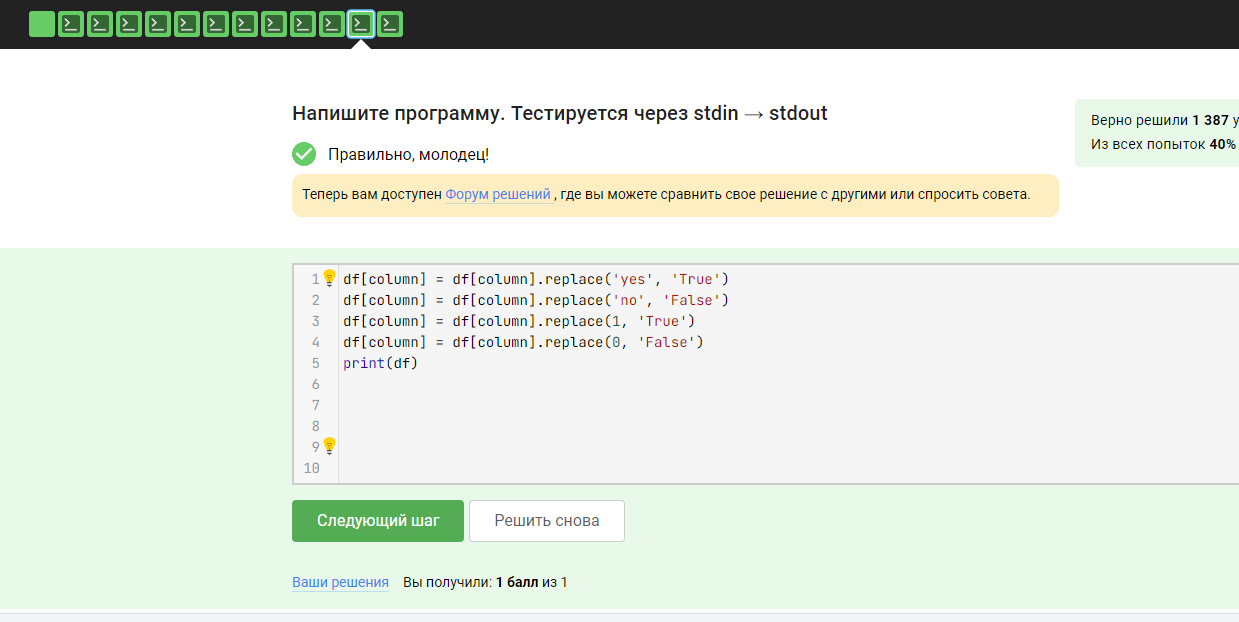 Напишите программу. Тестируется через stdin → stdout
Верно решили 1 387 у
Из всех попыток 40%
Правильно, молодец!
Теперь вам доступен Форум решений , где вы можете сравнить свое решение с другими или спросить совета.
1 df[column] = df[column].replace('yes', 'True')
2 df[column] = df[column].replace('no', 'False')
3 df[column] = df[column].replace(1, 'True')
4 df[column] = df[column].replace(0, 'False')
5 print(df)
6
7
8
9
10
Следующий шаг
Решить снова
Ваши решения Вы получили: 1 балл из 1